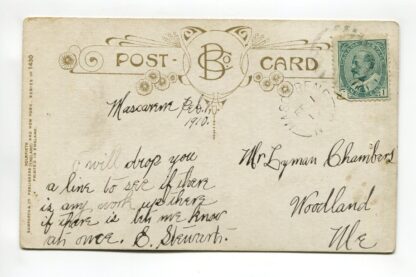 POST CARD
Mascarene Feb.
1910.
I will drop you
a line to see if there
is any work up there
if there is let me know
at once. E. Stewart.
Mr Lyman Chambers
Woodland
Me